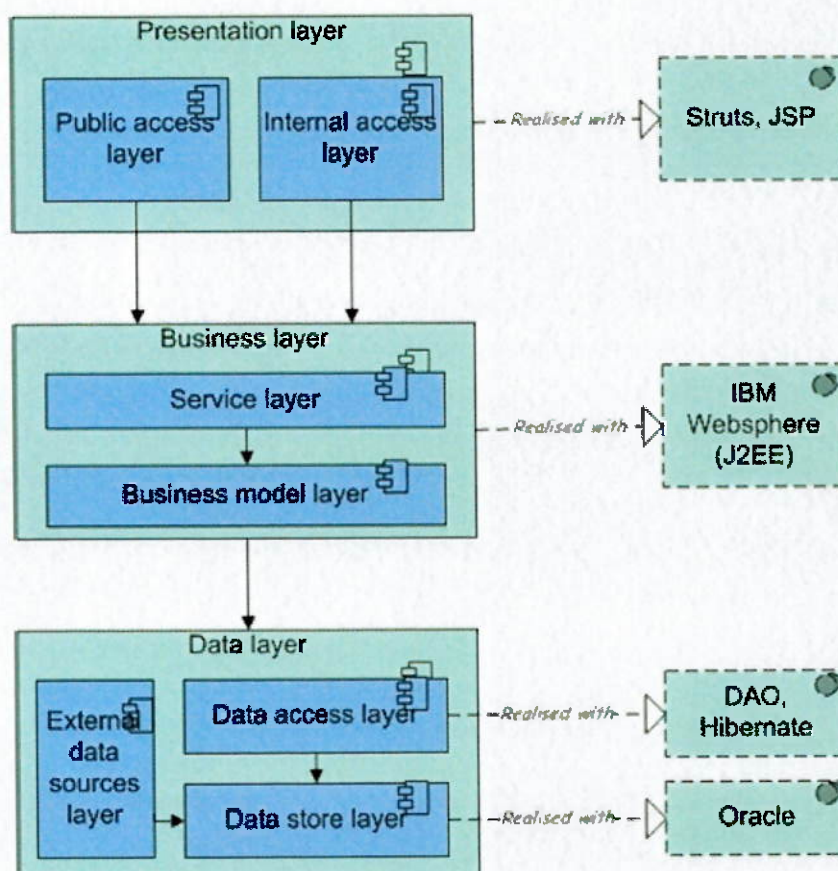 Presentation layer
Public access
layer
Internal access
layer
Realised with
Struts, JSP
Business layer
Service layer
Business model layer
Realised with
IBM
Websphere
(J2EE)
Data layer
External
data
sources
layer
Data access layer
Realised with
DAO,
Hibernate
Data store layer
Realised with
Oracle